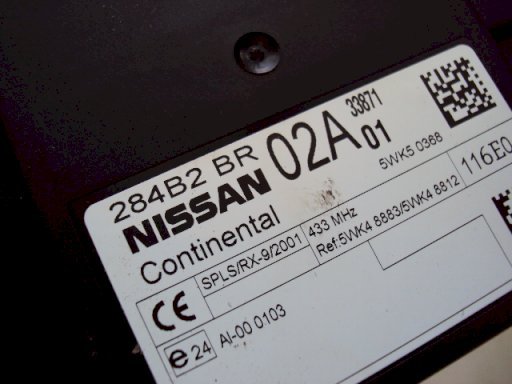 33871
284B2 BR 02A 01
NISSAN
5WK5 0368
Continental
116E0
SPLS/RX-9/2001 433 MHz
Ref:5WK4 8883/5WK4 8812
CE
e24 AI-00 0103